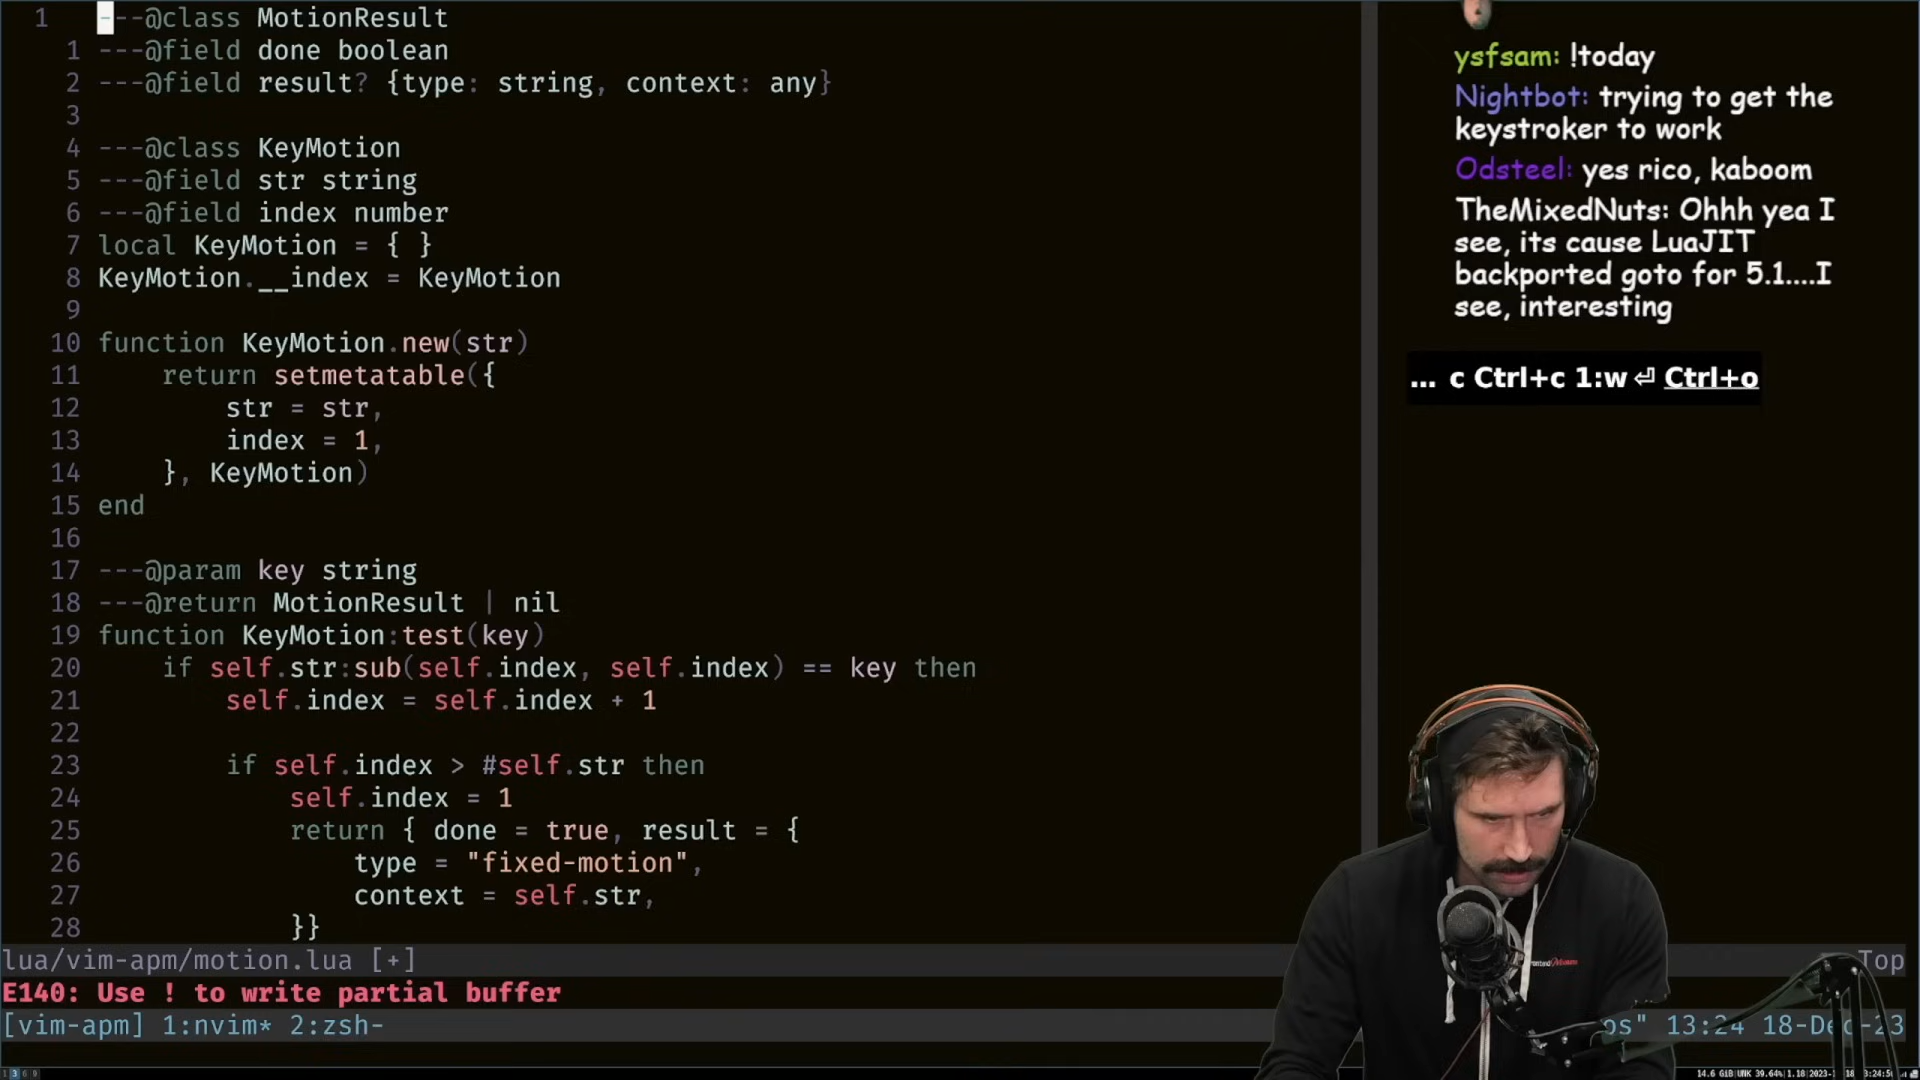 1 ---@class MotionResult
1 ---@field done boolean
2 ---@field result? {type: string, context: any}
3
4 ---@class KeyMotion
5 ---@field str string
6 ---@field index number
7 local KeyMotion = { }
8 KeyMotion.__index = KeyMotion
9
10 function KeyMotion.new(str)
11 return setmetatable({
12 str = str,
13 index = 1,
14 }, KeyMotion)
15 end
16
17 ---@param key string
18 ---@return MotionResult | nil
19 function KeyMotion:test(key)
20 if self.str:sub(self.index, self.index) == key then
21 self.index = self.index + 1
22
23 if self.index > #self.str then
24 self.index = 1
25 return { done = true, result = {
26 type = "fixed-motion",
27 context = self.str,
28 }}
lua/vim-apm/motion.lua [+]
Top
E140: Use ! to write partial buffer
[vim-apm] 1:nvim* 2:zsh-
os" 13:24 18-Dec-23
ysfsam: !today
Nightbot: trying to get the
keystroker to work
Odsteel: yes rico, kaboom
TheMixedNuts: Ohhh yea I
see, its cause LuaJIT
backported goto for 5.1....I
see, interesting
... c Ctrl+c 1:w ⏎ Ctrl+o